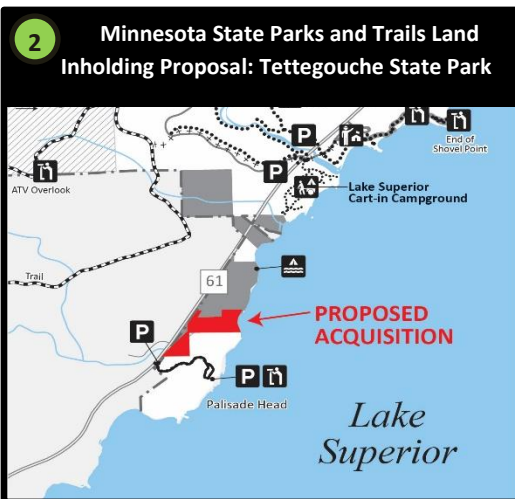 2
Minnesota State Parks and Trails Land
Inholding Proposal: Tettegouche State Park
P
End of
Shovel Point
P
ATV Overlook
Lake Superior
Cart-in Campground
Trail
61
PROPOSED
ACQUISITION
P
P
Palisade Head
Lake
Superior